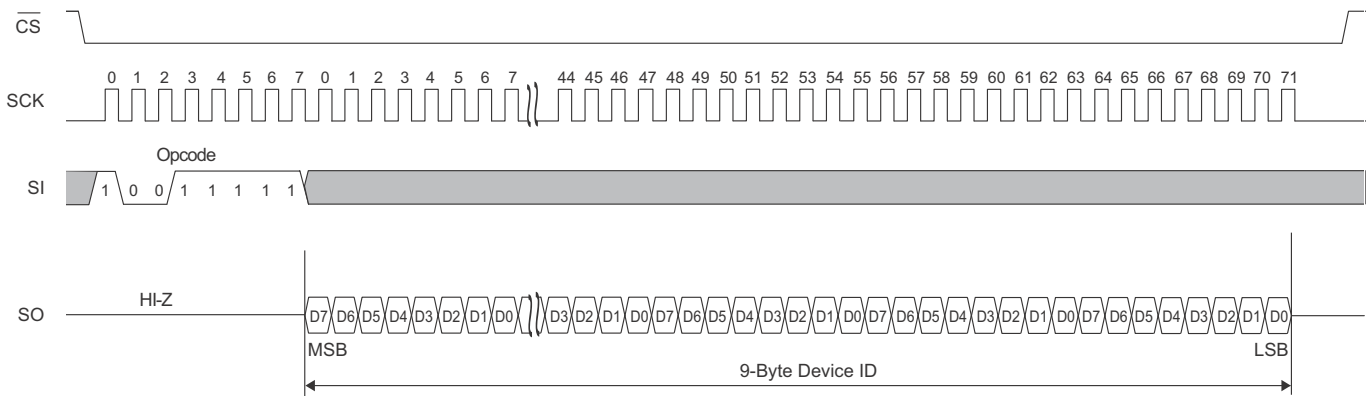 CS
0 1 2 3 4 5 6 7 0 1 2 3 4 5 6 7 44 45 46 47 48 49 50 51 52 53 54 55 56 57 58 59 60 61 62 63 64 65 66 67 68 69 70 71
SCK
Opcode
SI 1 0 0 1 1 1 1 1
HI-Z
SO D7 D6 D5 D4 D3 D2 D1 D0 D3 D2 D1 D0 D7 D6 D5 D4 D3 D2 D1 D0 D7 D6 D5 D4 D3 D2 D1 D0 D7 D6 D5 D4 D3 D2 D1 D0
MSB LSB
9-Byte Device ID